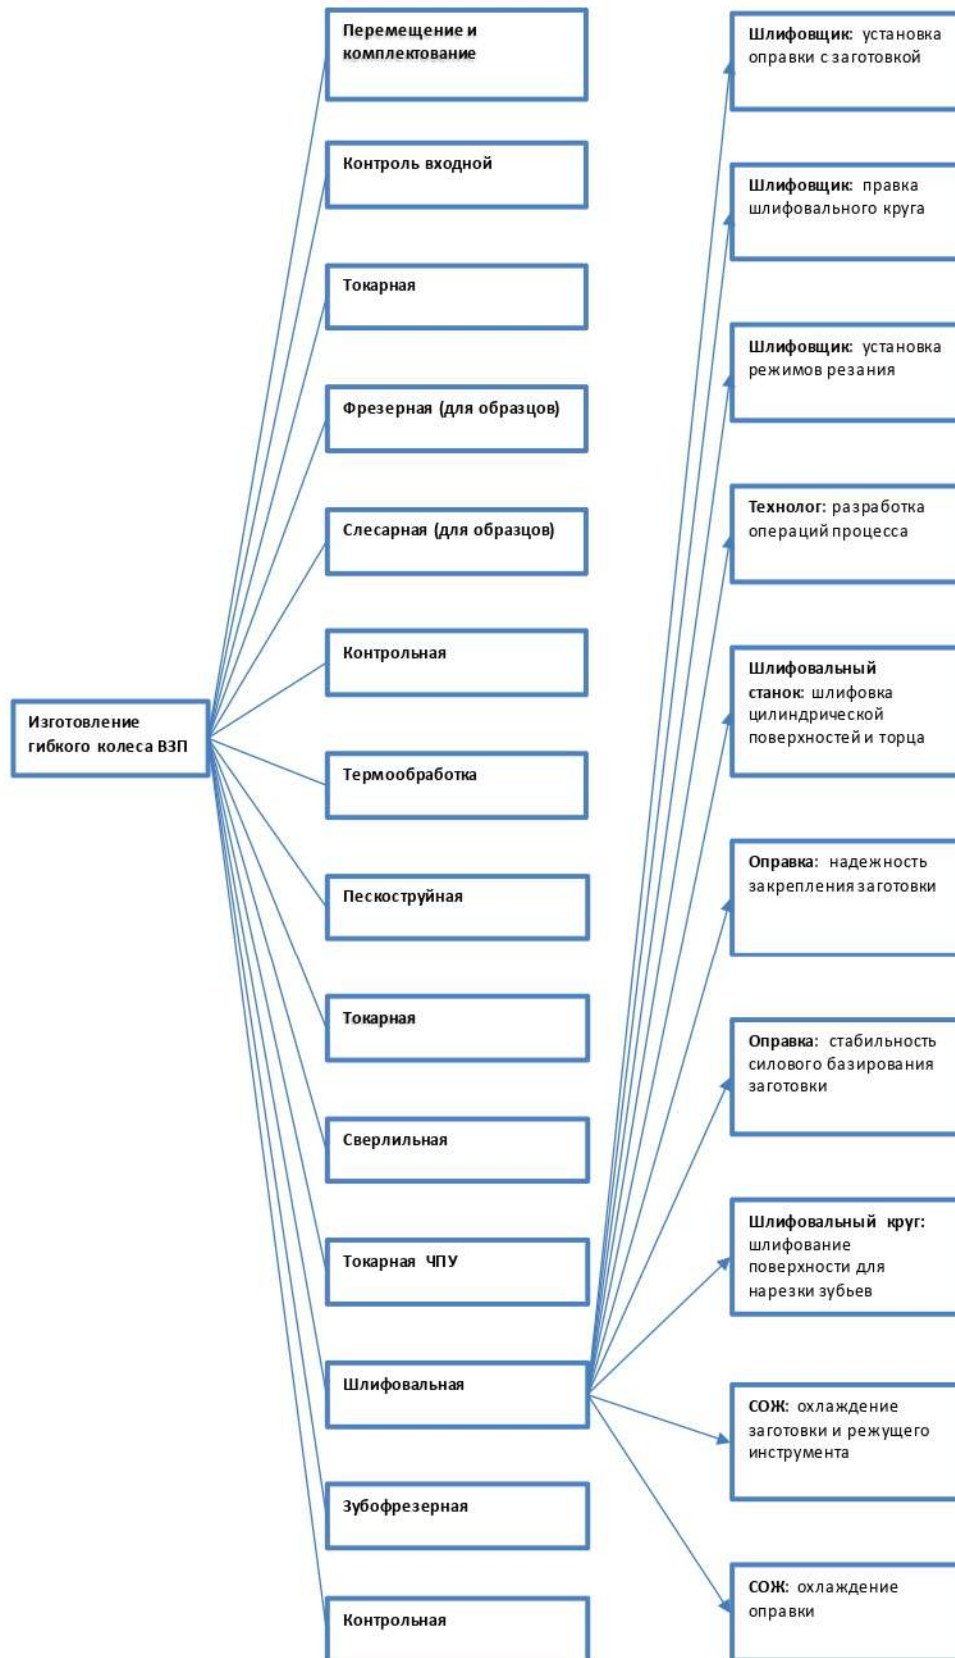 Изготовление
гибкого колеса ВЗП
Перемещение и
комплектование
Контроль входной
Токарная
Фрезерная (для образцов)
Слесарная (для образцов)
Контрольная
Термообработка
Пескоструйная
Токарная
Сверлильная
Токарная ЧПУ
Шлифовальная
Зубофрезерная
Контрольная
Шлифовщик: установка
оправки с заготовкой
Шлифовщик: правка
шлифовального круга
Шлифовщик: установка
режимов резания
Технолог: разработка
операций процесса
Шлифовальный
станок: шлифовка
цилиндрической
поверхностей и торца
Оправка: надежность
закрепления заготовки
Оправка: стабильность
силового базирования
заготовки
Шлифовальный круг:
шлифование
поверхности для
нарезки зубьев
СОЖ: охлаждение
заготовки и режущего
инструмента
СОЖ: охлаждение
оправки